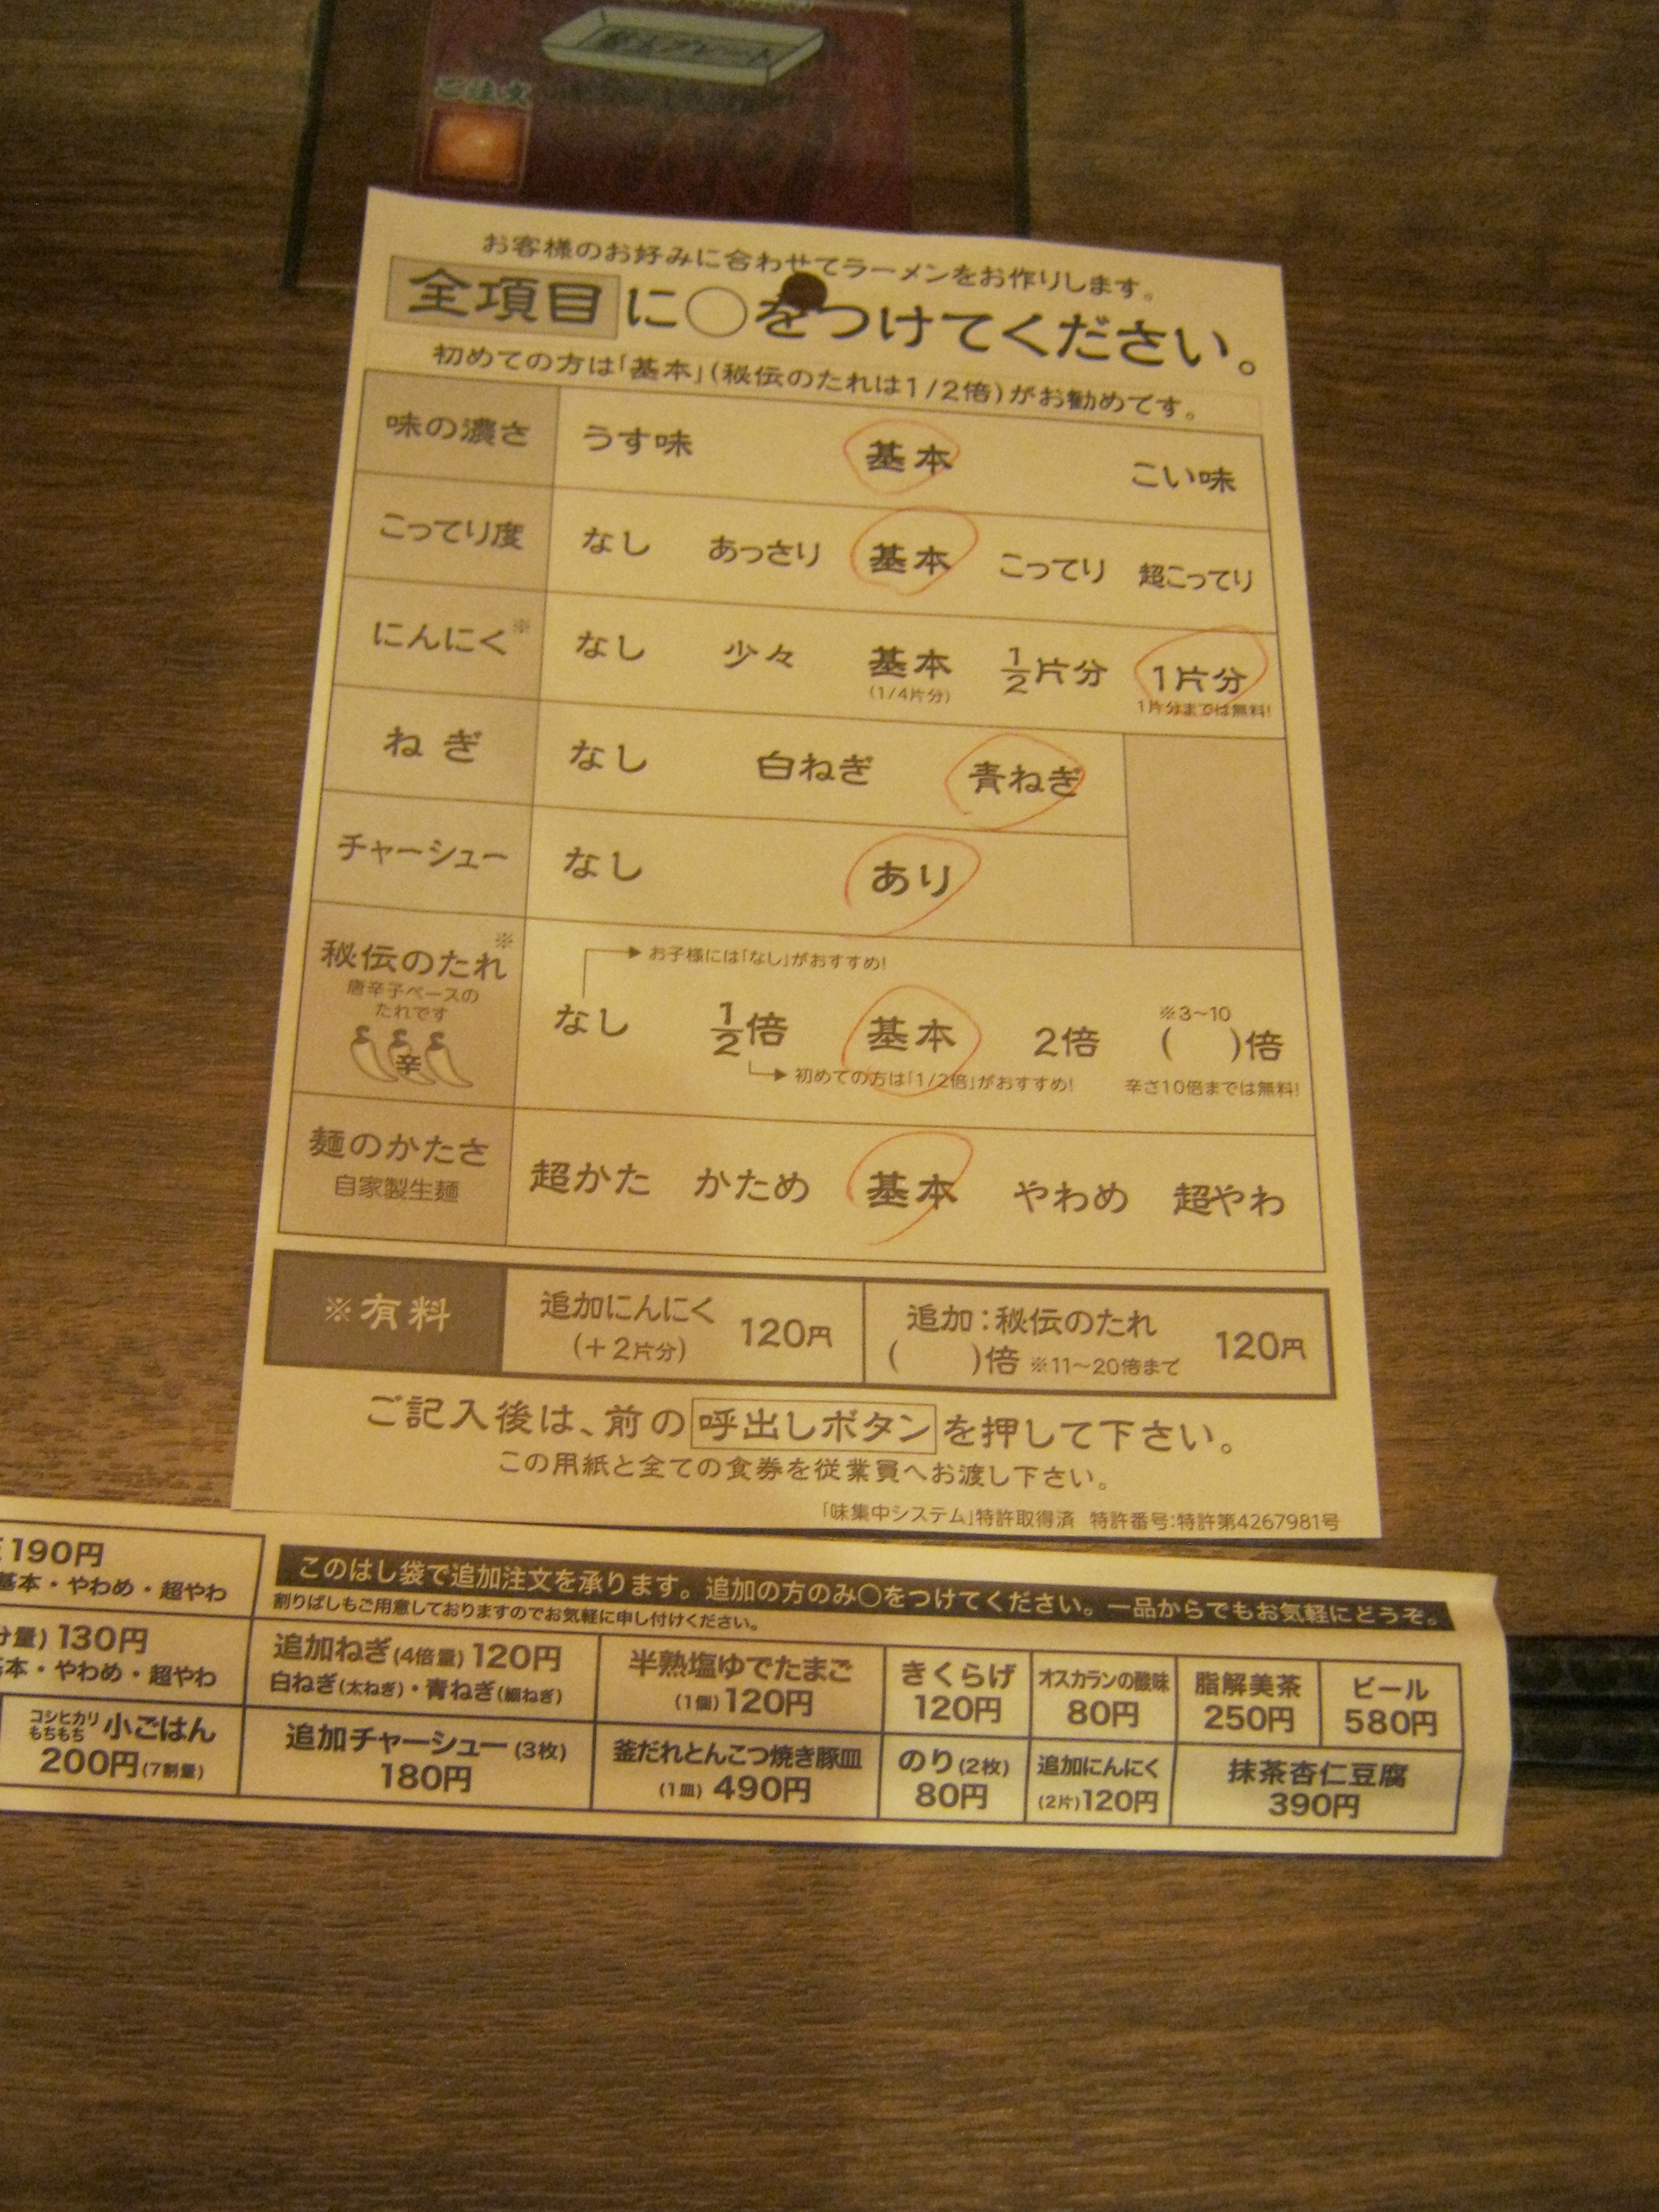 ご注文
お客様のお好みに合わせてラーメンをお作りします。
全項目に○をつけてください。
初めての方は「基本」(秘伝のたれは1/2倍)がお勧めです。
味の濃さ うす味 基本 こい味
こってり度 なし あっさり 基本 こってり 超こってり
にんにく※ なし 少々 基本 1/2片分 1片分
(1/4片分) 1片分までは無料!
ねぎ なし 白ねぎ 青ねぎ
チャーシュー なし あり
秘伝のたれ※
唐辛子ベースの
たれです
辛
お子様には「なし」がおすすめ!
なし 1/2倍 基本 2倍 ( )倍
※3~10
初めての方は「1/2倍」がおすすめ! 辛さ10倍までは無料!
麺のかたさ
自家製生麺
超かた かため 基本 やわめ 超やわ
※有料
追加にんにく
(+2片分) 120円
追加:秘伝のたれ
( )倍 ※11~20倍まで 120円
ご記入後は、前の呼出しボタンを押して下さい。
この用紙と全ての食券を従業員へお渡し下さい。
「味集中システム」特許取得済 特許番号:特許第4267981号
190円
基本・やわめ・超やわ
分量) 130円
基本・やわめ・超やわ
コシヒカリ
もちもち 小ごはん
200円(7割量)
このはし袋で追加注文を承ります。追加の方のみ○をつけてください。一品からでもお気軽にどうぞ。
割りばしもご用意しておりますのでお気軽に申し付けください。
追加ねぎ(4倍量) 120円
白ねぎ(太ねぎ)・青ねぎ(細ねぎ)
半熟塩ゆでたまご
(1個) 120円
きくらげ
120円
オスカランの酸味
80円
脂解美茶
250円
ビール
580円
追加チャーシュー(3枚)
180円
釜だれとんこつ焼き豚皿
(1皿) 490円
のり(2枚)
80円
追加にんにく
(2片)120円
抹茶杏仁豆腐
390円